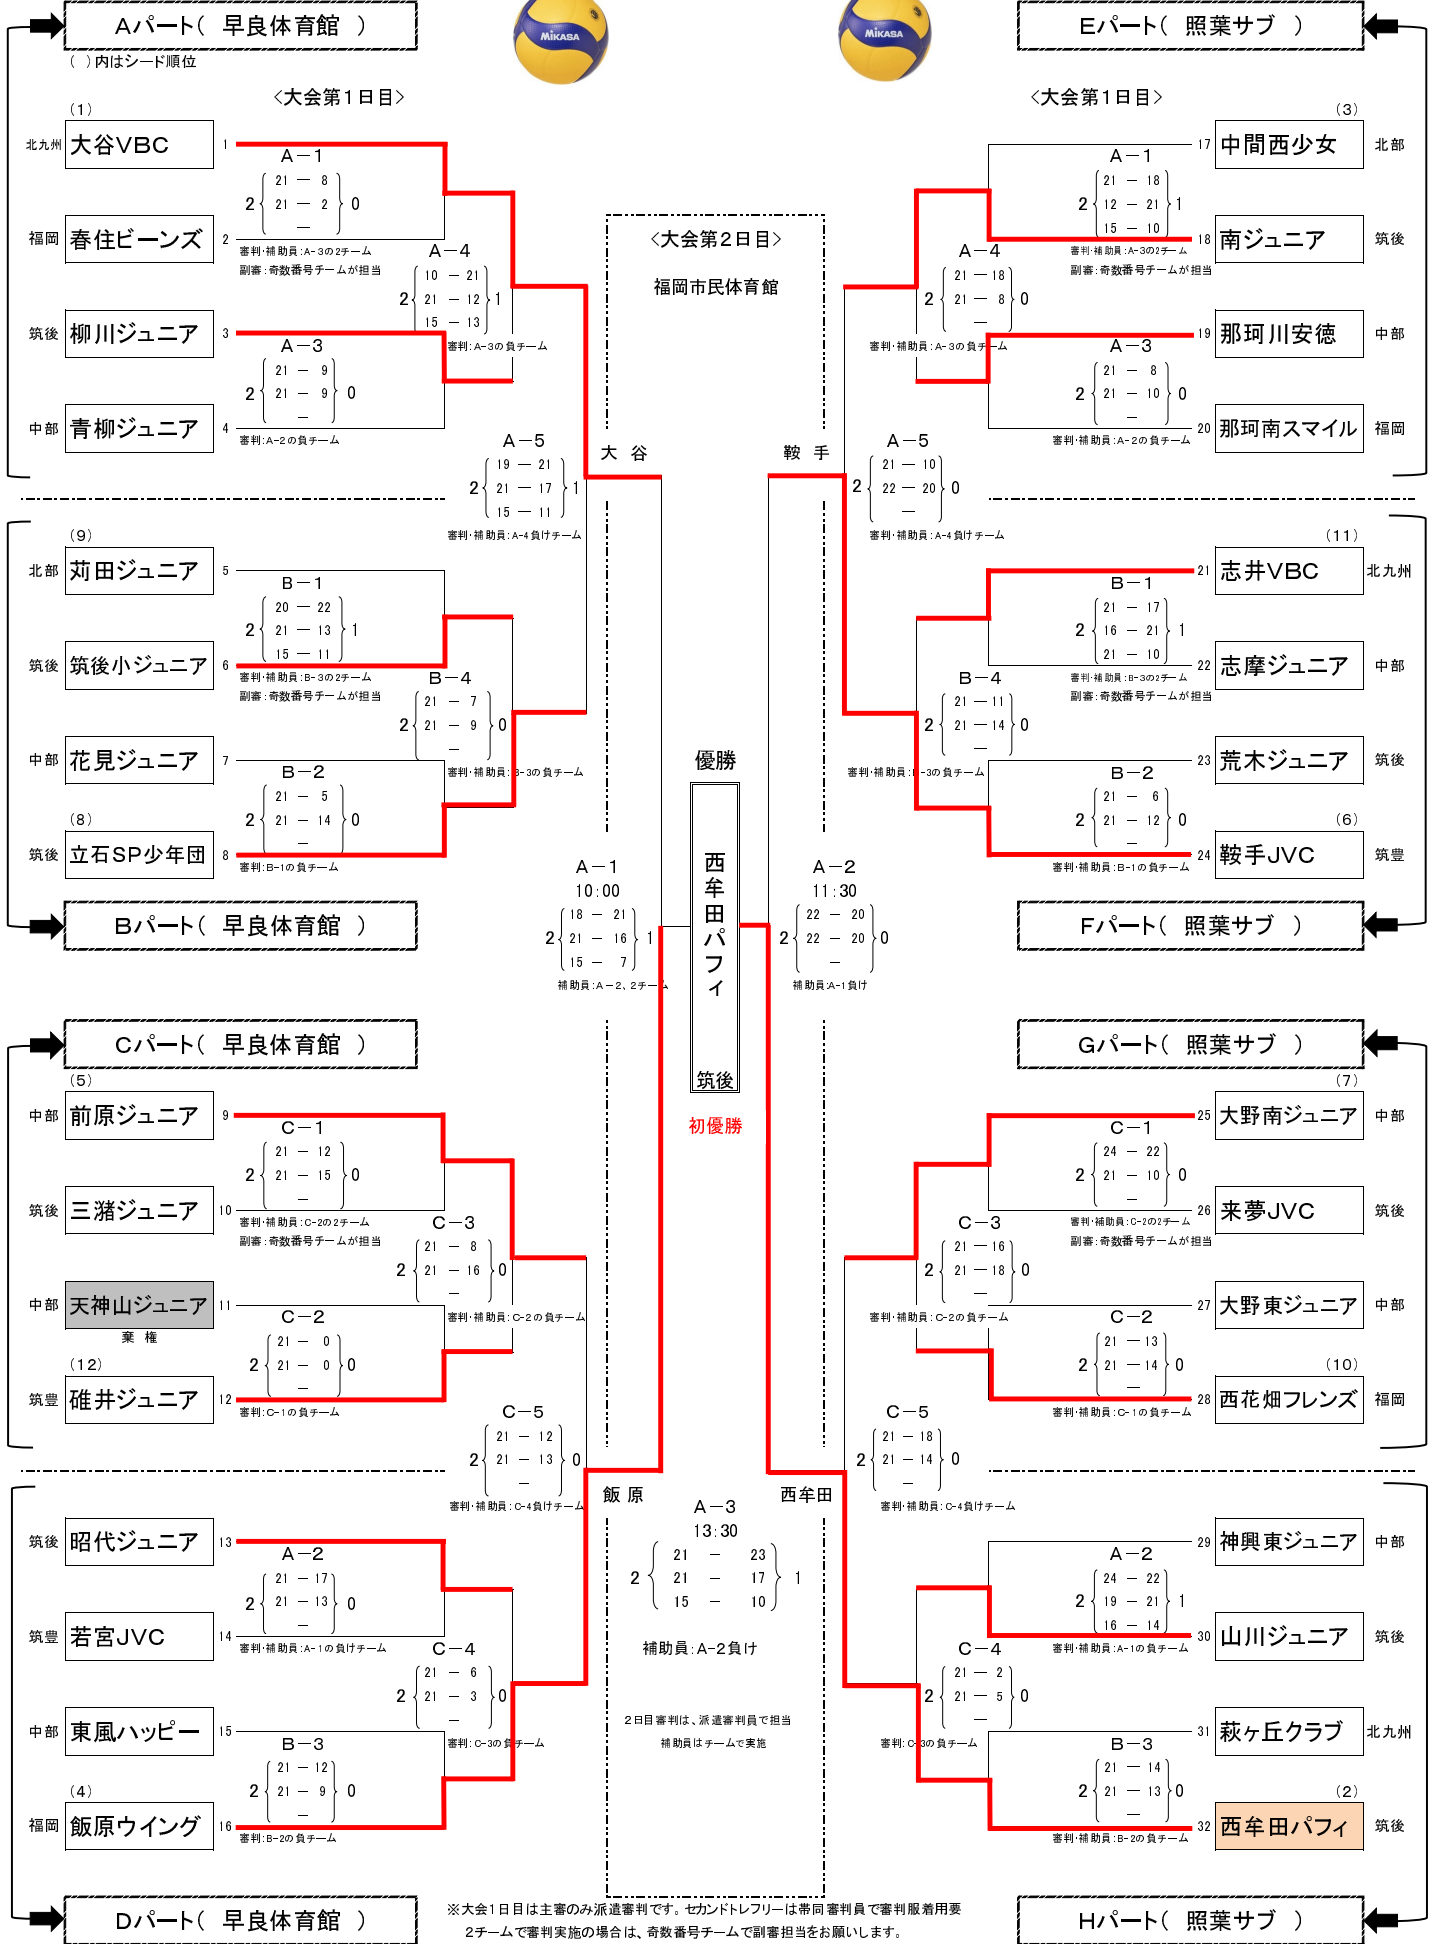 Aパート(　早良体育館　)
(　)内はシード順位
<大会第1日目>
(1)
北九州 大谷VBC 1
A－1
2 21 － 8 0
21 － 2
－
福岡 春住ビーンズ 2
審判・補助員:A-3の2チーム
副審:奇数番号チームが担当
A－4
10 － 21
2 21 － 12 1
15 － 13
審判:A-3の負チーム
筑後 柳川ジュニア 3
A－3
21 － 9
2 21 － 9 0
－
中部 青柳ジュニア 4
審判:A-2の負チーム
A－5
19 － 21
2 21 － 17 1
15 － 11
審判・補助員:A-4負けチーム
大 谷
(9)
北部 苅田ジュニア 5
B－1
20 － 22
2 21 － 13 1
15 － 11
筑後 筑後小ジュニア 6
審判・補助員:B-3の2チーム
副審:奇数番号チームが担当
B－4
21 － 7
2 21 － 9 0
－
審判・補助員:B-3の負チーム
中部 花見ジュニア 7
B－2
21 － 5
2 21 － 14 0
－
(8)
筑後 立石SP少年団 8
審判:B-1の負チーム
Bパート(　早良体育館　)
A－1
10:00
18 － 21
2 21 － 16 1
15 － 7
補助員:A－2、2チーム
Cパート(　早良体育館　)
(5)
中部 前原ジュニア 9
C－1
21 － 12
2 21 － 15 0
－
筑後 三潴ジュニア 10
審判・補助員:C-2の2チーム
副審:奇数番号チームが担当
C－3
21 － 8
2 21 － 16 0
－
審判・補助員:C-2の負チーム
中部 天神山ジュニア 11
棄 権
C－2
21 － 0
2 21 － 0 0
－
(12)
筑豊 碓井ジュニア 12
審判:C-1の負チーム
C－5
21 － 12
2 21 － 13 0
－
審判・補助員:C-4負けチーム
飯 原
筑後 昭代ジュニア 13
A－2
21 － 17
2 21 － 13 0
－
筑豊 若宮JVC 14
審判・補助員:A-1の負けチーム
C－4
21 － 6
2 21 － 3 0
－
審判:C-3の負チーム
中部 東風ハッピー 15
B－3
21 － 12
2 21 － 9 0
－
(4)
福岡 飯原ウイング 16
審判:B-2の負チーム
Dパート(　早良体育館　)
MIKASA
MIKASA
<大会第2日目>
福岡市民体育館
優勝
西牟田パフィ
筑後
初優勝
A－3
13:30
21 － 23
2 21 － 17 1
15 － 10
補助員:A-2負け
2日目審判は、派遣審判員で担当
補助員はチームで実施
Eパート(　照葉サブ　)
<大会第1日目>
(3)
17 中間西少女 北部
A－1
21 － 18
2 12 － 21 1
15 － 10
18 南ジュニア 筑後
審判・補助員:A-3の2チーム
副審:奇数番号チームが担当
A－4
21 － 18
2 21 － 8 0
－
審判・補助員:A-3の負チーム
19 那珂川安徳 中部
A－3
21 － 8
2 21 － 10 0
－
20 那珂南スマイル 福岡
審判・補助員:A-2の負チーム
鞍 手
A－5
21 － 10
2 22 － 20 0
－
審判・補助員:A-4負けチーム
(11)
21 志井VBC 北九州
B－1
21 － 17
2 16 － 21 1
21 － 10
22 志摩ジュニア 中部
審判・補助員:B-3の2チーム
副審:奇数番号チームが担当
B－4
21 － 11
2 21 － 14 0
－
審判・補助員:B-3の負チーム
23 荒木ジュニア 筑後
B－2
21 － 6
2 21 － 12 0
－
(6)
24 鞍手JVC 筑豊
審判・補助員:B-1の負チーム
Fパート(　照葉サブ　)
A－2
11:30
22 － 20
2 22 － 20 0
－
補助員:A-1負け
Gパート(　照葉サブ　)
(7)
25 大野南ジュニア 中部
C－1
24 － 22
2 21 － 10 0
－
26 来夢JVC 筑後
審判・補助員:C-2の2チーム
副審:奇数番号チームが担当
C－3
21 － 16
2 21 － 18 0
－
審判・補助員:C-2の負チーム
27 大野東ジュニア 中部
C－2
21 － 13
2 21 － 14 0
－
(10)
28 西花畑フレンズ 福岡
審判・補助員:C-1の負チーム
C－5
21 － 18
2 21 － 14 0
－
審判・補助員:C-4負けチーム
西牟田
29 神興東ジュニア 中部
A－2
24 － 22
2 19 － 21 1
16 － 14
30 山川ジュニア 筑後
審判・補助員:A-1の負チーム
C－4
21 － 2
2 21 － 5 0
－
審判:C-3の負チーム
31 萩ヶ丘クラブ 北九州
B－3
21 － 14
2 21 － 13 0
－
(2)
32 西牟田パフィ 筑後
審判・補助員:B-2の負チーム
Hパート(　照葉サブ　)
※大会1日目は主審のみ派遣審判です。セカンドレフリーは帯同審判員で審判服着用要
2チームで審判実施の場合は、奇数番号チームで副審担当をお願いします。